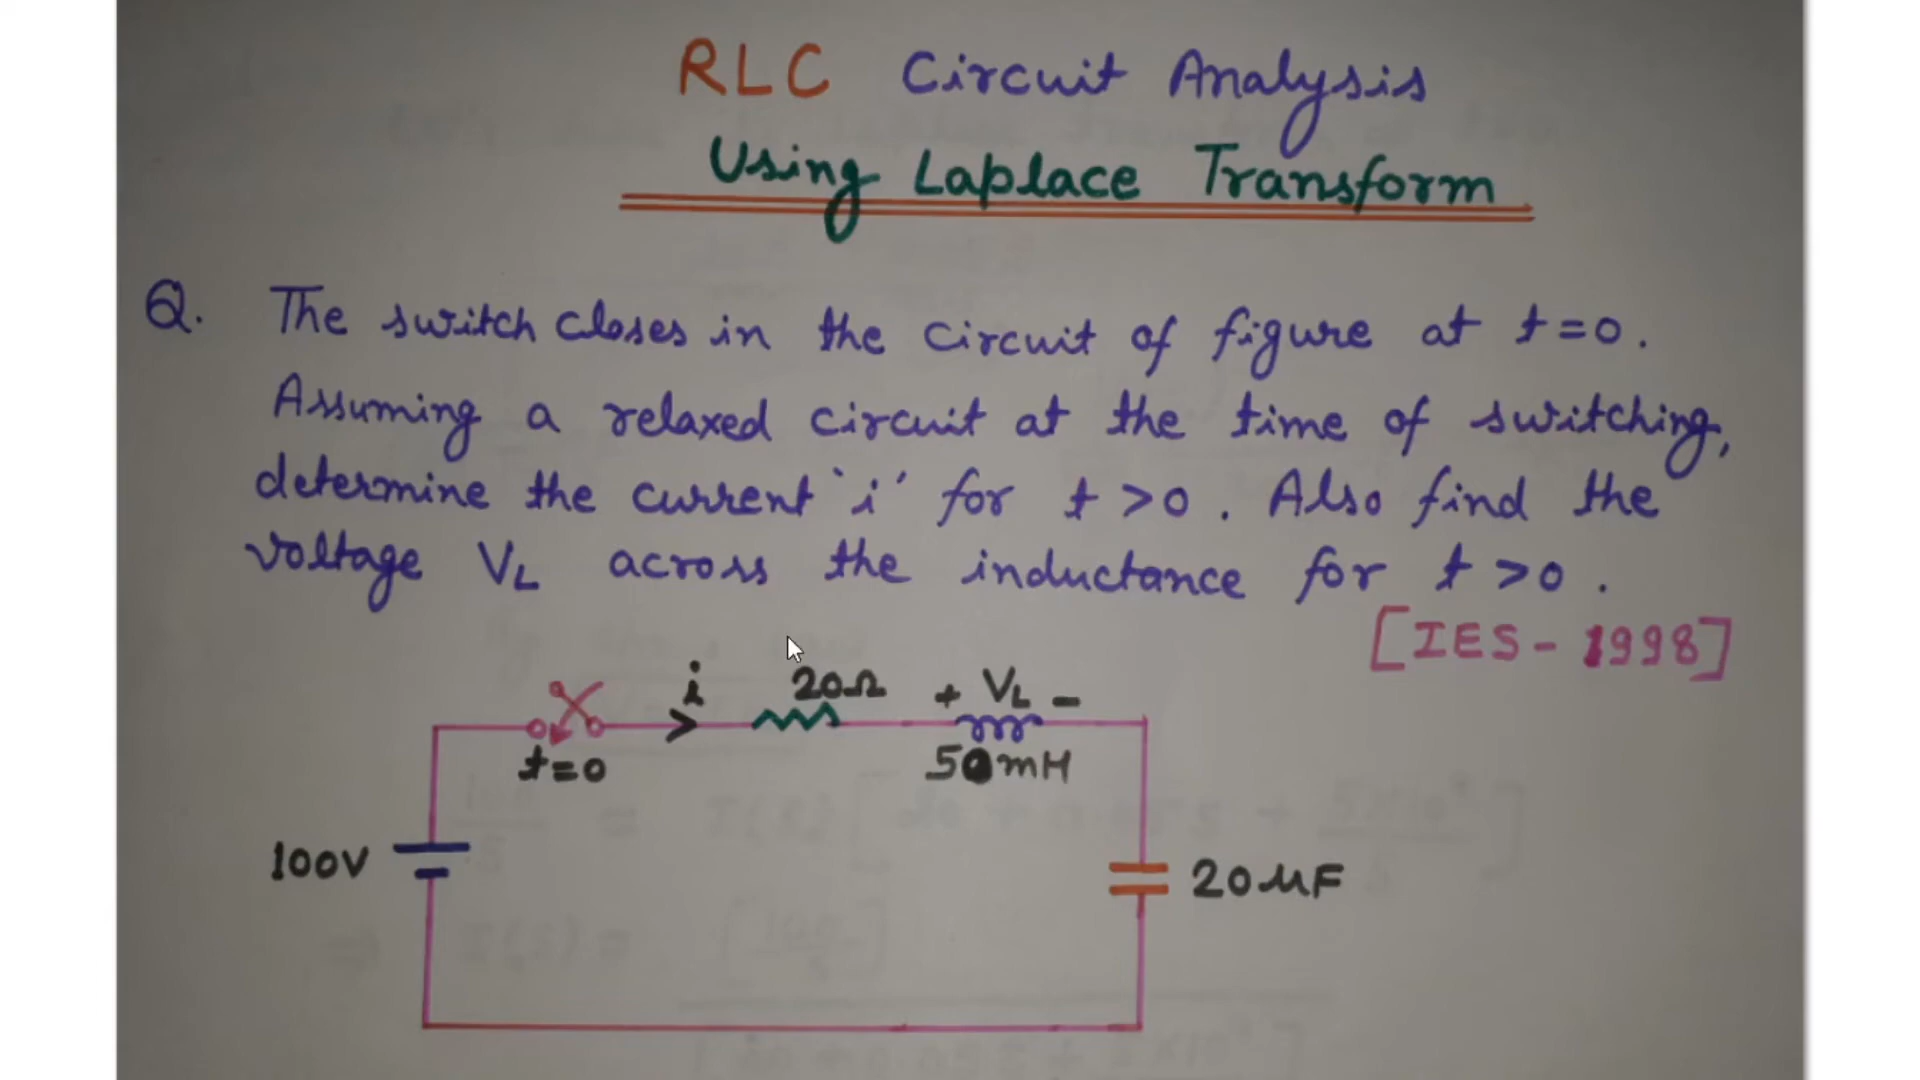 RLC Circuit Analysis
Using Laplace Transform
Q. The switch closes in the circuit of figure at t=0.
Assuming a relaxed circuit at the time of switching,
determine the current 'i' for t>0. Also find the
voltage VL across the inductance for t>0.
[IES-1998]
i 20Ω + VL -
t=0 50mH
100V 20μF